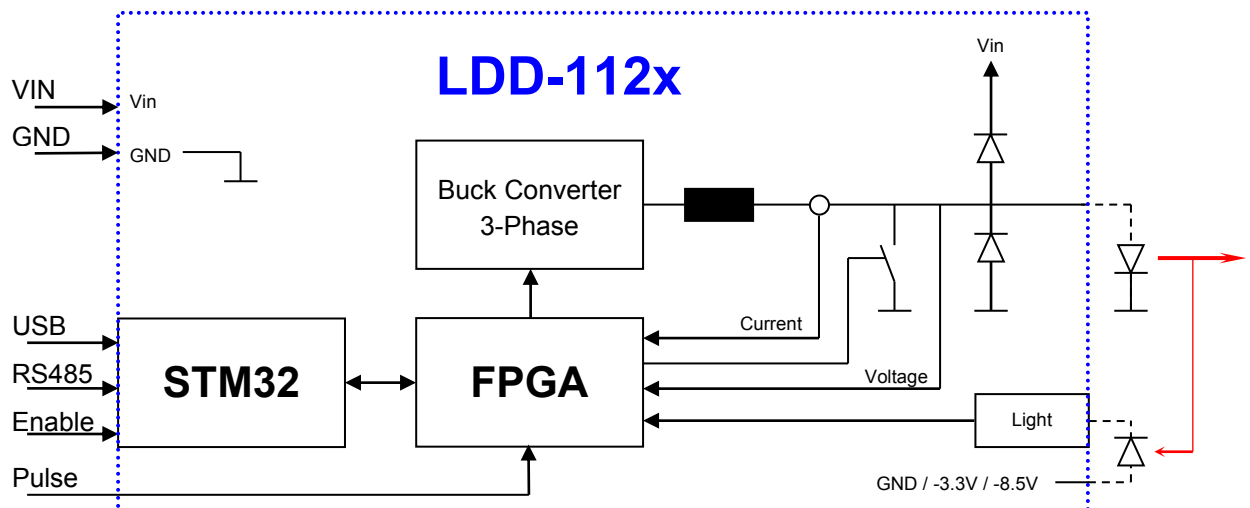 LDD-112x
Vin
VIN
Vin
GND
GND
Buck Converter
3-Phase
USB
RS485
Enable
Pulse
STM32
FPGA
Current
Voltage
Light
GND / -3.3V / -8.5V